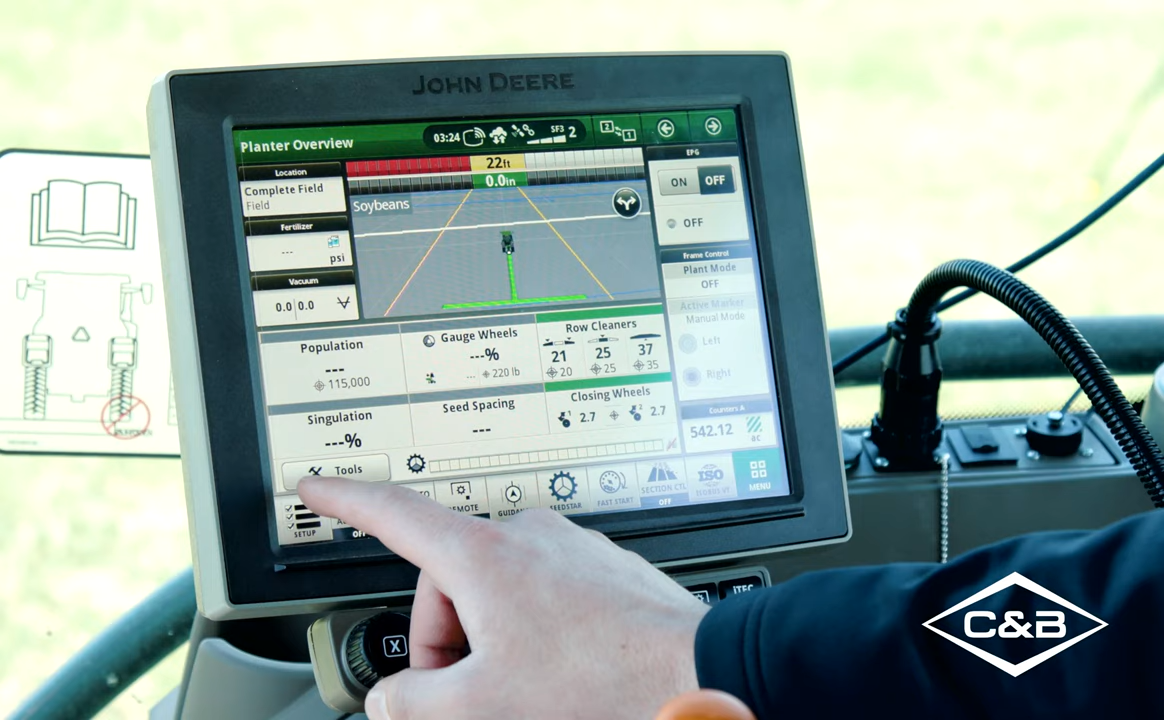 JOHN DEERE
Planter Overview
03:24
SF3 2
2 1
Location
Complete Field
Field
Fertilizer
---
psi
Vacuum
0.0 0.0
22ft
0.0in
Soybeans
EPG
ON OFF
OFF
Frame Control
Plant Mode
OFF
Active Marker
Manual Mode
Left
Right
Counters A
542.12 ac
Population
---
115,000
Gauge Wheels
---%
... 220 lb
Row Cleaners
21 25 37
20 25 35
Singulation
---%
Seed Spacing
---
Closing Wheels
1 2.7 2 2.7
Tools
SETUP
FAST START
SECTION CTL
OFF
ISO
MENU
X
iTEC
C&B